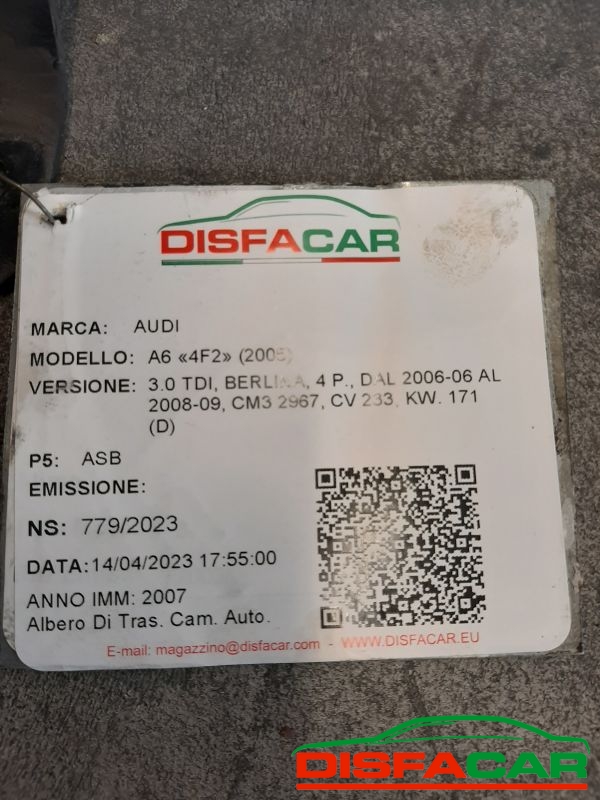 DISFACAR
MARCA: AUDI
MODELLO: A6 «4F2»
VERSIONE: 3.0 TDI, BERLINA, 4 P., DAL 2006-06 AL
2008-09, CM3 2967, CV 233, KW. 171
(D)
P5: ASB
EMISSIONE:
NS: 779/2023
DATA:14/04/2023 17:55:00
ANNO IMM: 2007
Albero Di Tras. Cam. Auto.
E-mail: magazzino@disfacar.com - WWW.DISFACAR.EU
DISFACAR